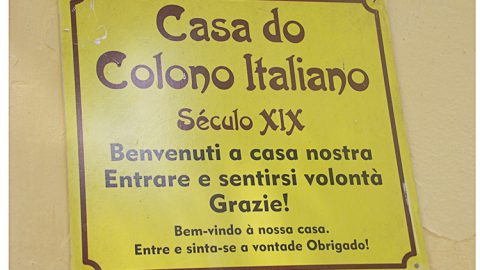 Casa do
Colono Italiano
Século XIX
Benvenuti a casa nostra
Entrare e sentirsi volontà
Grazie!
Bem-vindo à nossa casa.
Entre e sinta-se a vontade Obrigado!